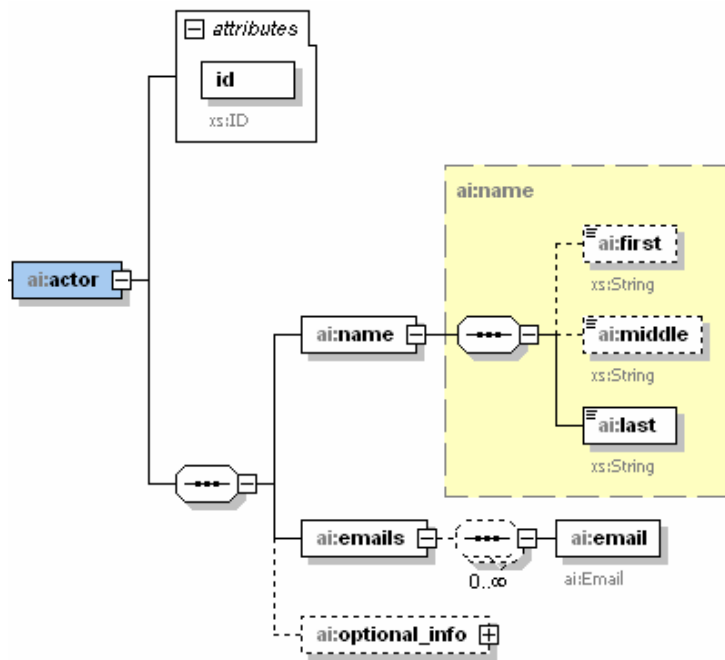 attributes
id
xs:ID
ai:name
ai:first
xs:String
ai:actor
ai:name
ai:middle
xs:String
ai:last
xs:String
ai:emails
ai:email
0..∞
ai:Email
ai:optional_info